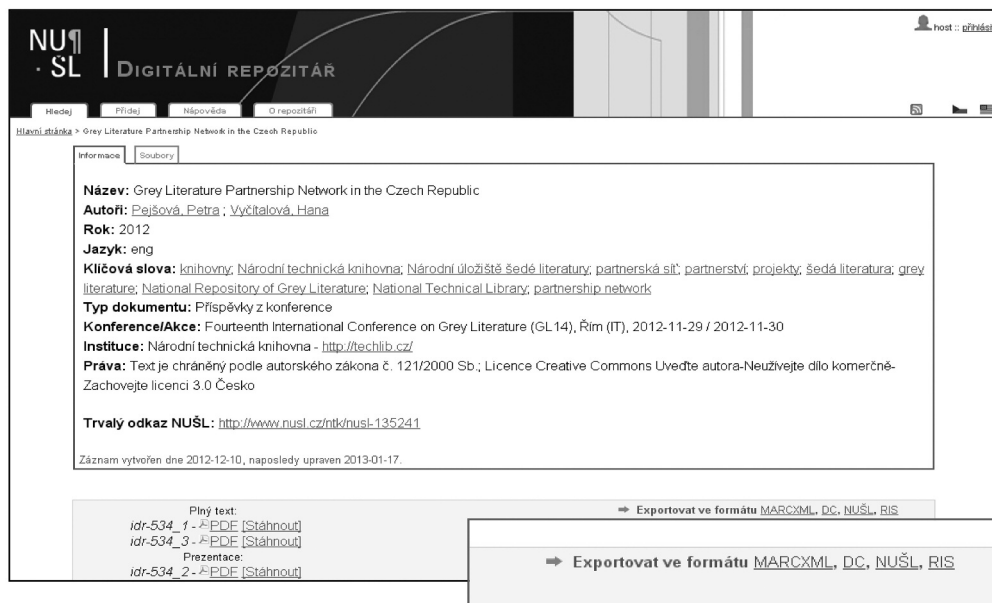 NU¶
· ŠL
DIGITÁLNÍ REPOZITÁŘ
host :: přihlási
Hledej
Přidej
Nápověda
O repozitáři
Hlavní stránka > Grey Literature Partnership Network in the Czech Republic
Informace
Soubory
Název: Grey Literature Partnership Network in the Czech Republic
Autoři: Pejšová, Petra ; Vyčítalová, Hana
Rok: 2012
Jazyk: eng
Klíčová slova: knihovny; Národní technická knihovna; Národní úložiště šedé literatury; partnerská síť; partnerství; projekty; šedá literatura; grey
literature; National Repository of Grey Literature; National Technical Library; partnership network
Typ dokumentu: Příspěvky z konference
Konference/Akce: Fourteenth International Conference on Grey Literature (GL14), Řím (IT), 2012-11-29 / 2012-11-30
Instituce: Národní technická knihovna - http://techlib.cz/
Práva: Text je chráněný podle autorského zákona č. 121/2000 Sb.; Licence Creative Commons Uveďte autora-Neužívejte dílo komerčně-
Zachovejte licenci 3.0 Česko
Trvalý odkaz NUŠL: http://www.nusl.cz/ntk/nusl-135241
Záznam vytvořen dne 2012-12-10, naposledy upraven 2013-01-17.
Plný text:
idr-534_1 - PDF [Stáhnout]
idr-534_3 - PDF [Stáhnout]
Prezentace:
idr-534_2 - PDF [Stáhnout]
➡ Exportovat ve formátu MARCXML, DC, NUŠL, RIS
➡ Exportovat ve formátu MARCXML, DC, NUŠL, RIS